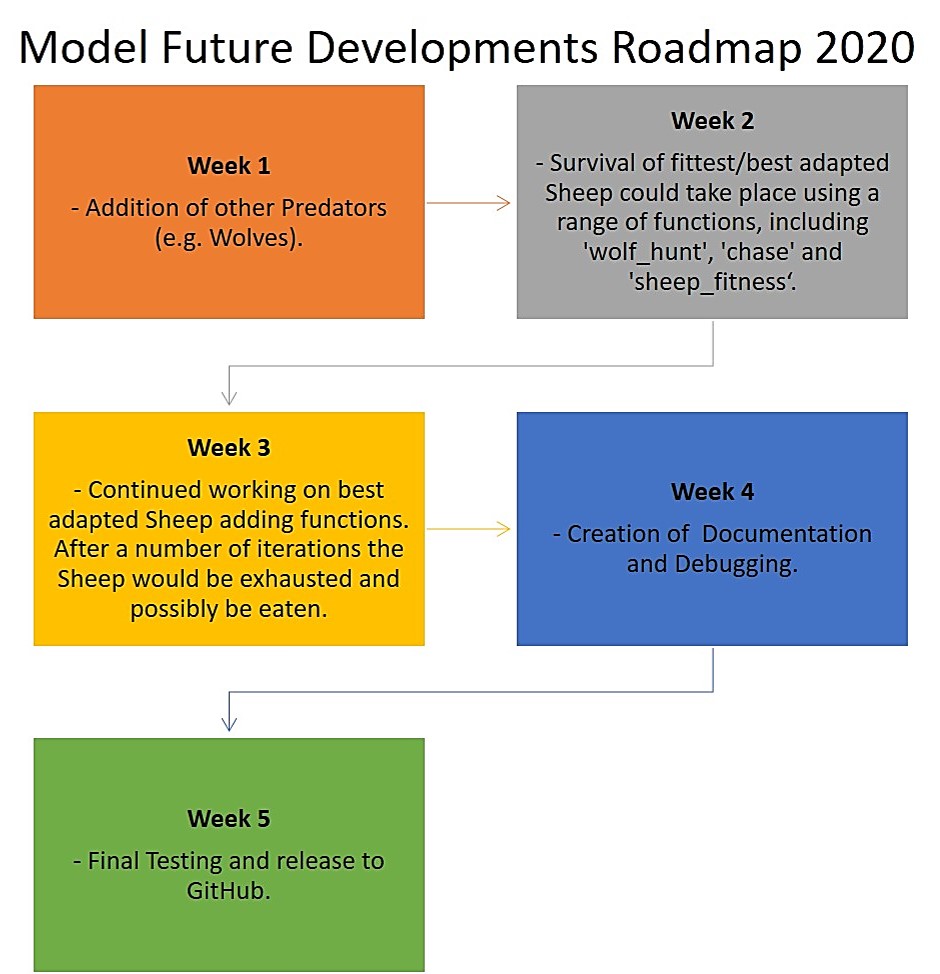 Model Future Developments Roadmap 2020
Week 1
- Addition of other Predators
(e.g. Wolves).
Week 2
- Survival of fittest/best adapted
Sheep could take place using a
range of functions, including
'wolf_hunt', 'chase' and
'sheep_fitness‘.
Week 3
- Continued working on best
adapted Sheep adding functions.
After a number of iterations the
Sheep would be exhausted and
possibly be eaten.
Week 4
- Creation of  Documentation
and Debugging.
Week 5
- Final Testing and release to
GitHub.